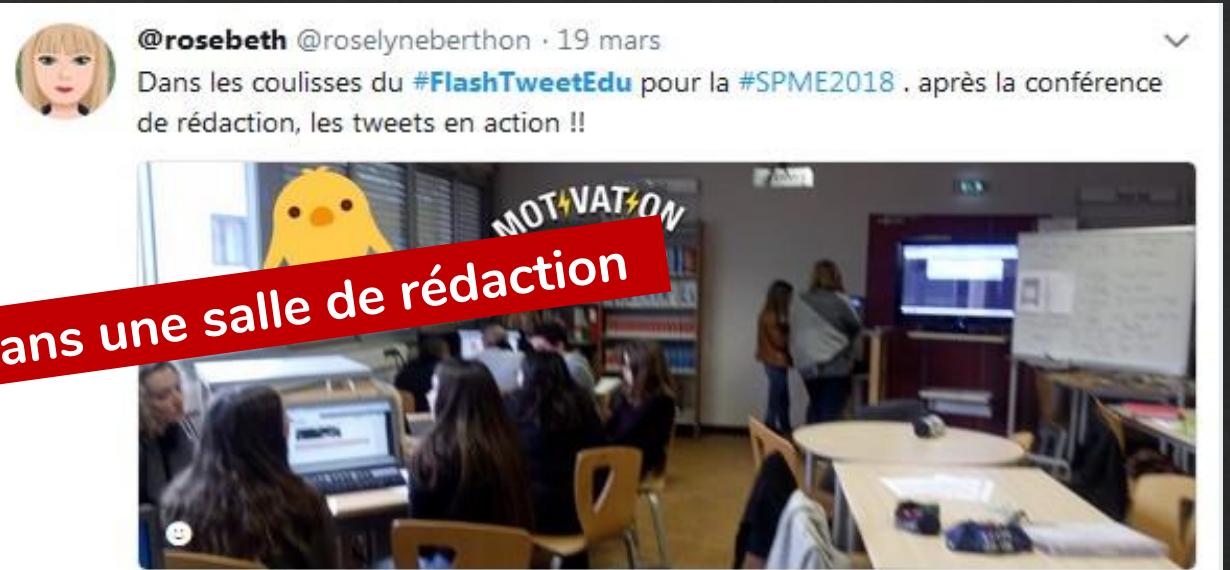 @rosebeth @roselyneberthon · 19 mars
Dans les coulisses du #FlashTweetEdu pour la #SPME2018 . après la conférence
de rédaction, les tweets en action !!
MOTIVATION
ans une salle de rédaction